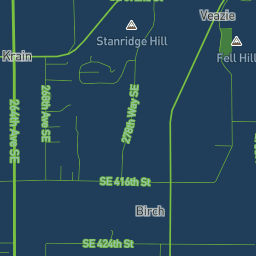 Veazie
Stanridge Hill
Krain
Fell Hill
264th Ave SE
268th Ave SE
278th Way SE
SE 416th St
Birch
SE 424th St